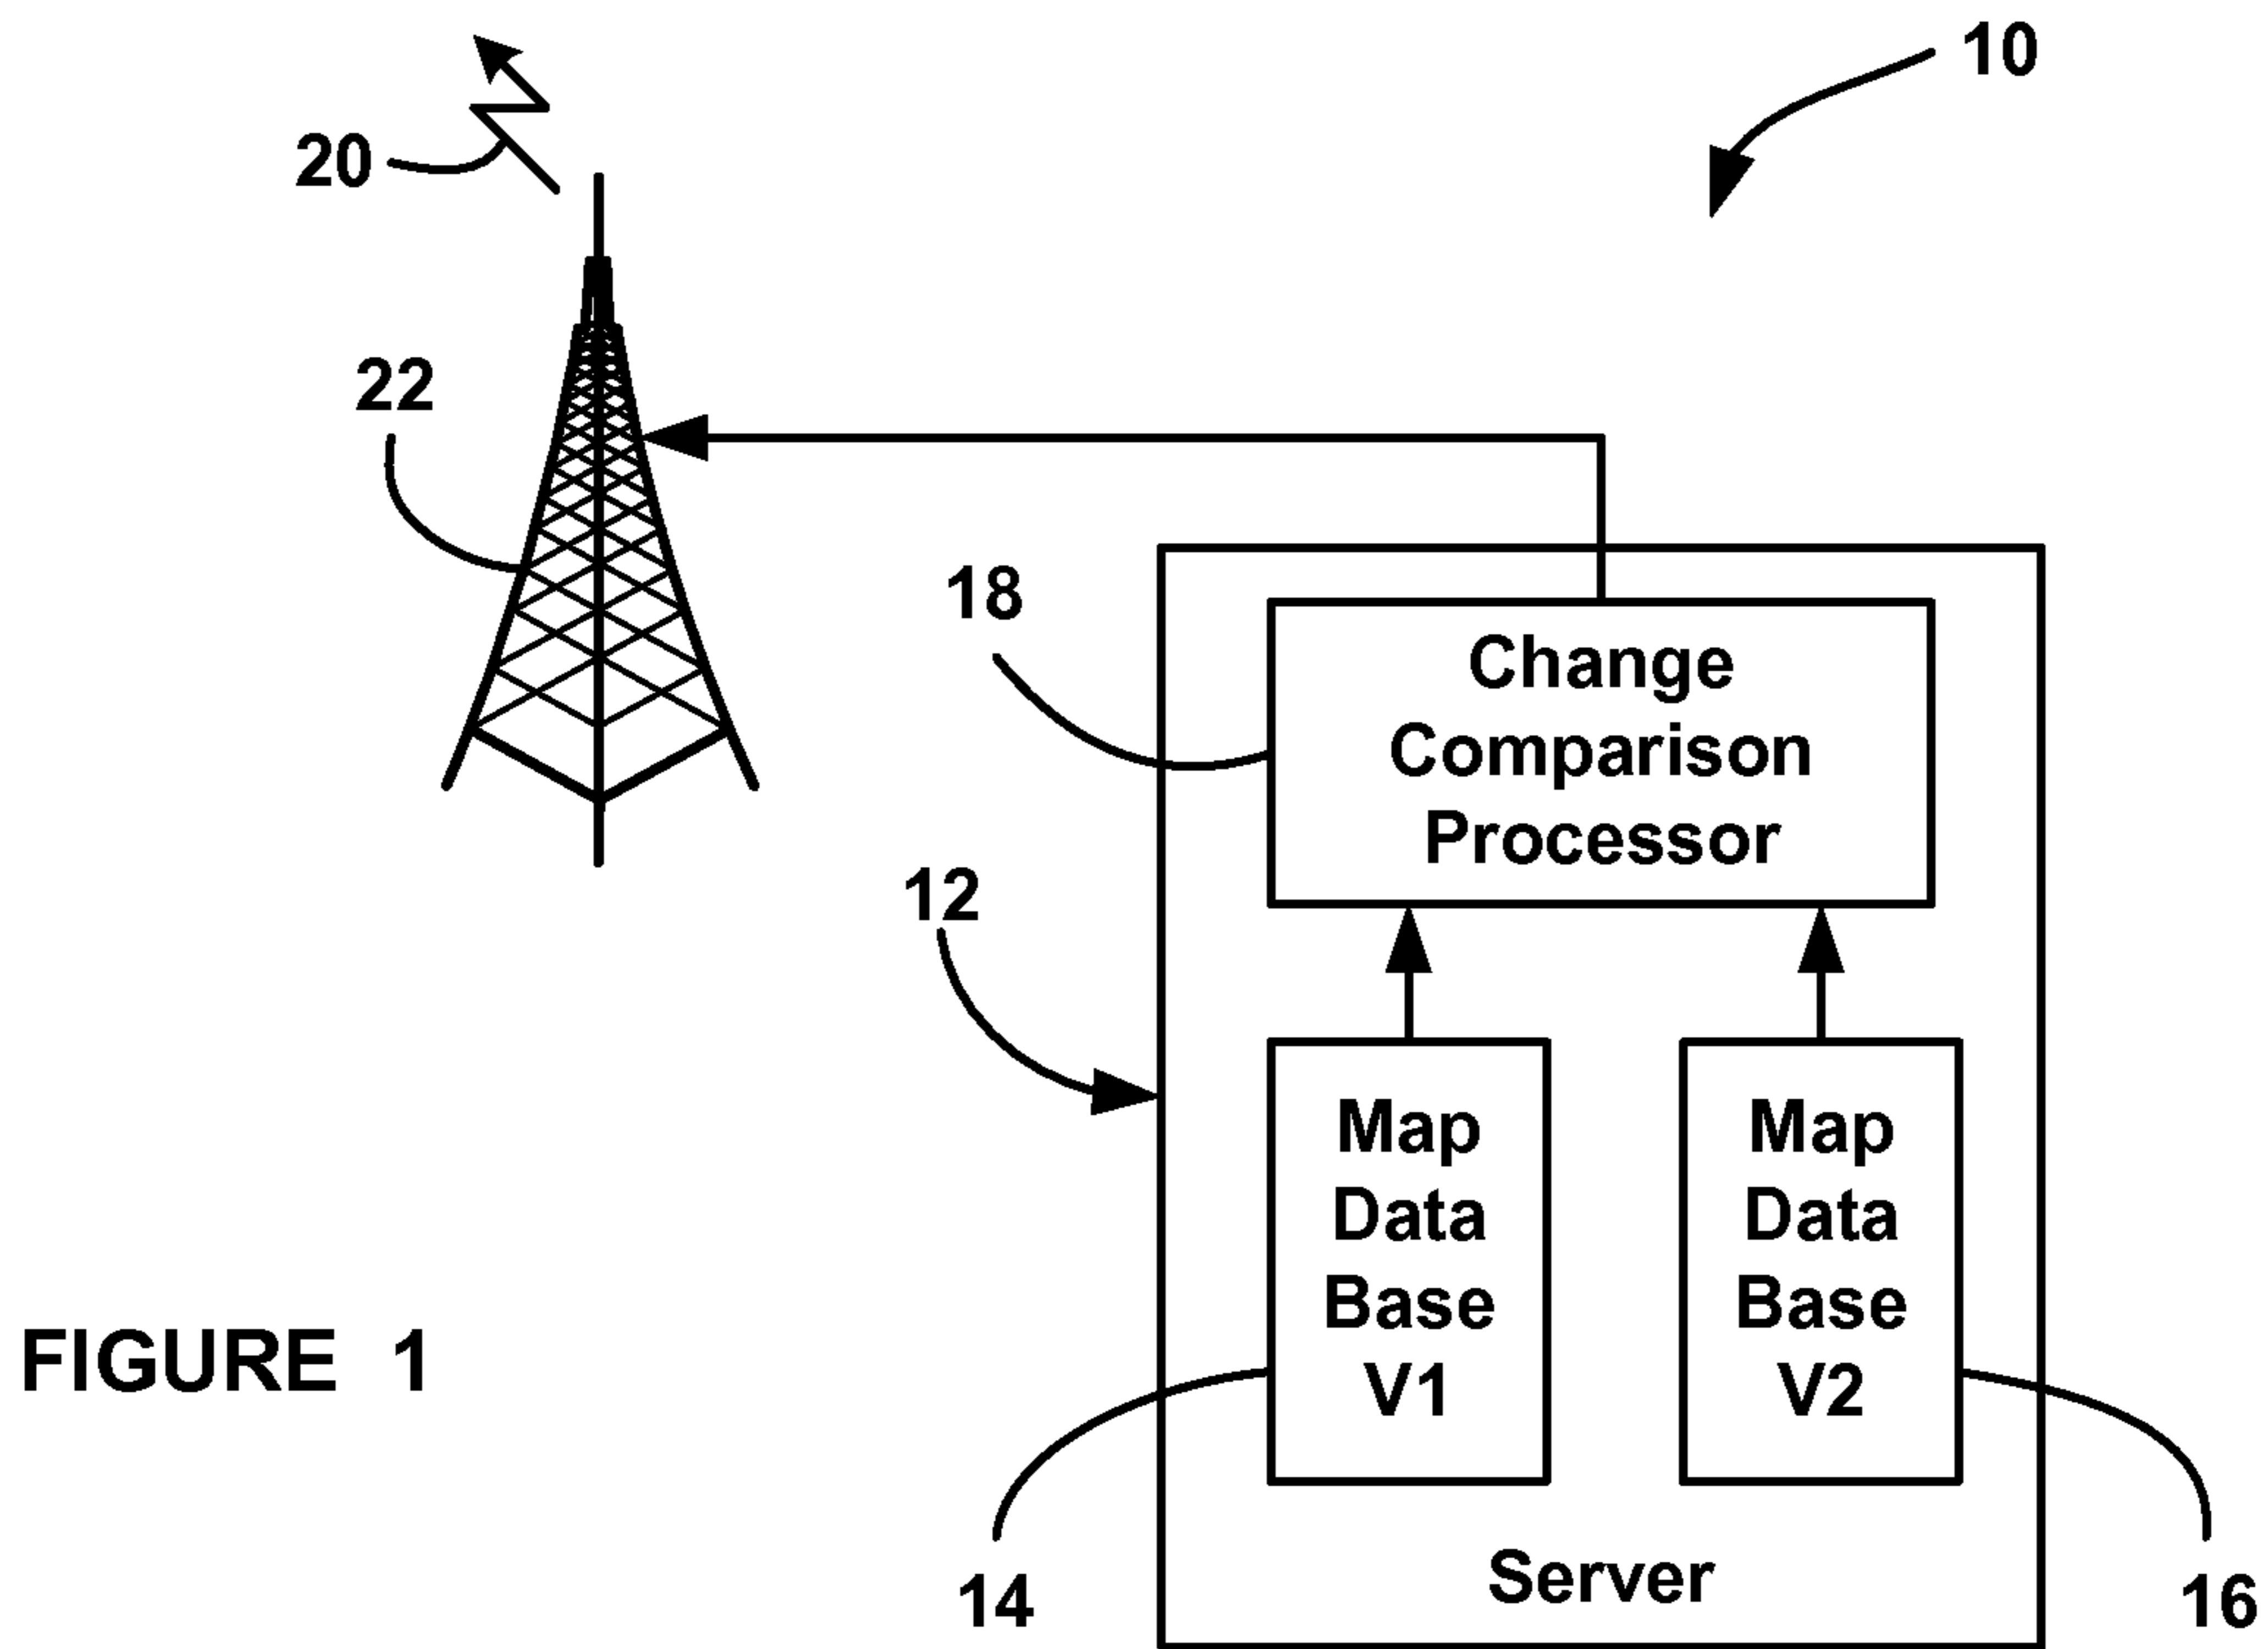 10
20
22
18
Change
Comparison
Processor
12
Map
Data
Base
V1
Map
Data
Base
V2
FIGURE 1
14
Server
16